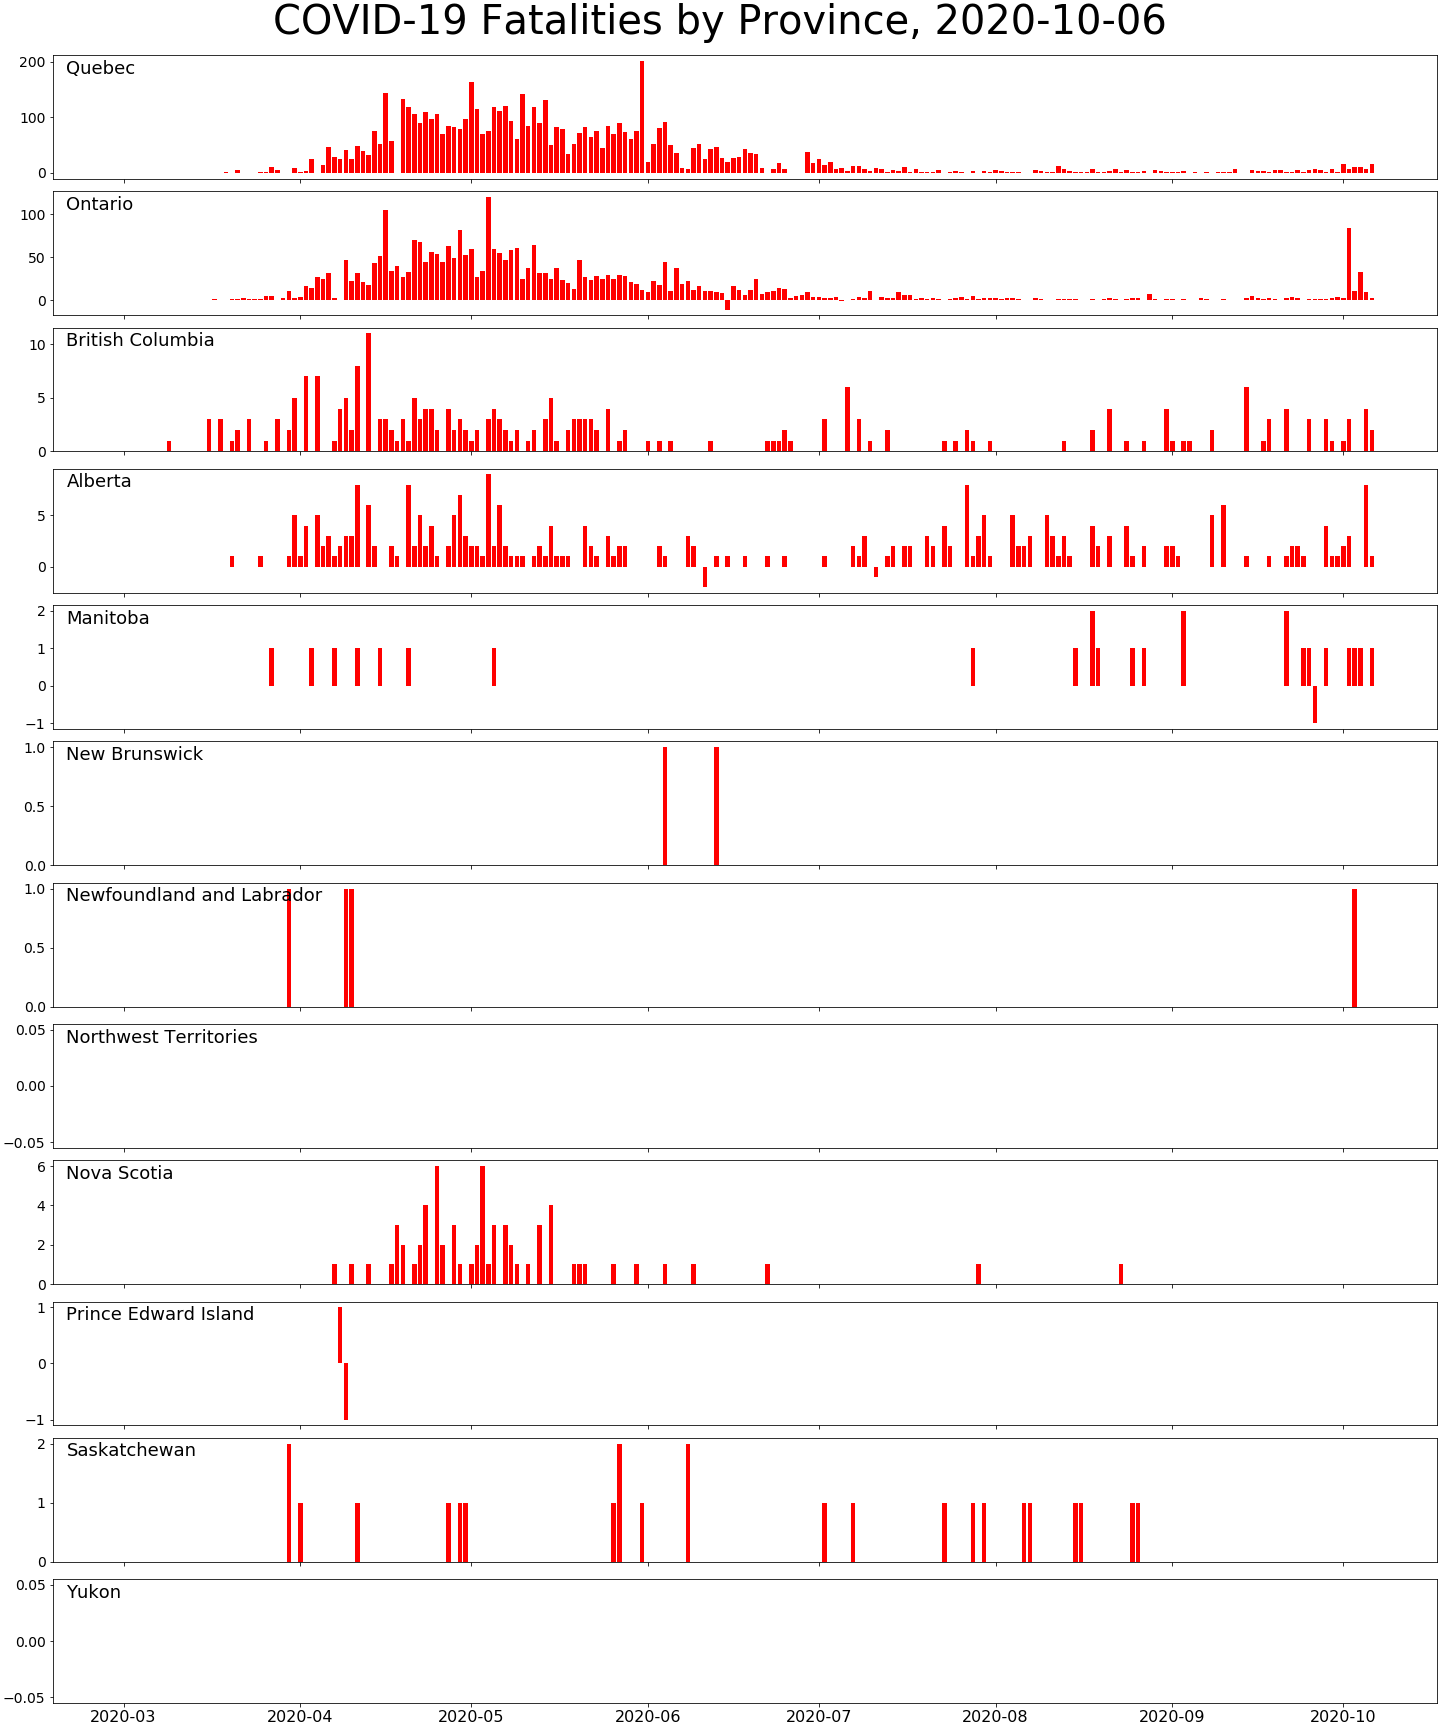 COVID-19 Fatalities by Province, 2020-10-06
200
Quebec
100
0
Ontario
100
50
0
British Columbia
10
5
0
Alberta
5
0
2
Manitoba
1
0
−1
1.0
New Brunswick
0.5
0.0
1.0
Newfoundland and Labrador
0.5
0.0
0.05
Northwest Territories
0.00
−0.05
6
Nova Scotia
4
2
0
1
Prince Edward Island
0
−1
2
Saskatchewan
1
0
0.05
Yukon
0.00
−0.05
2020-03 2020-04 2020-05 2020-06 2020-07 2020-08 2020-09 2020-10